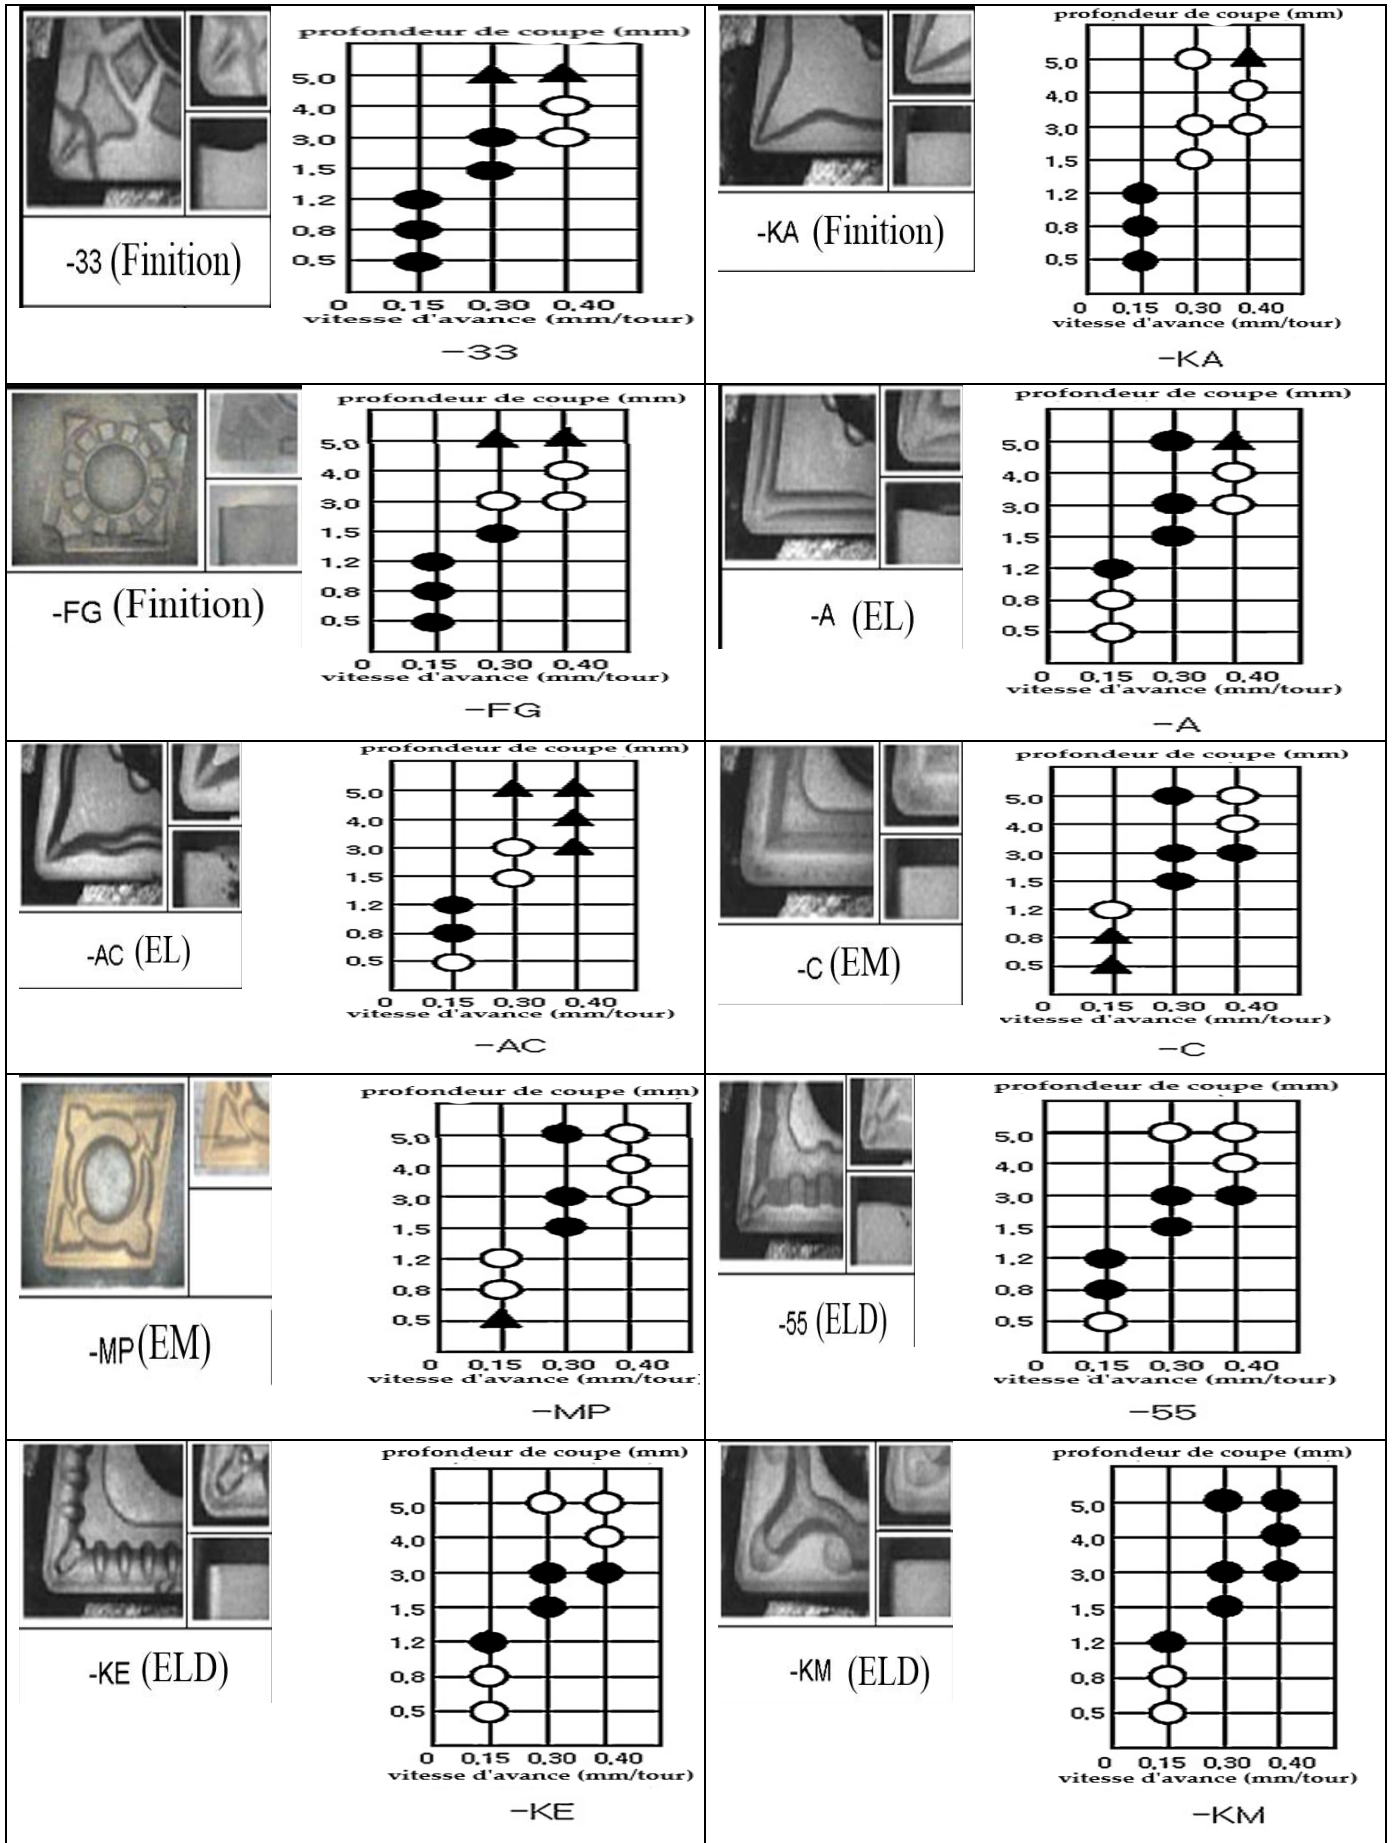 profondeur de coupe (mm)
5.0
4.0
3.0
1.5
1.2
0.8
0.5
0 0.15 0.30 0.40
vitesse d'avance (mm/tour)
-33
-33 (Finition)
profondeur de coupe (mm)
5.0
4.0
3.0
1.5
1.2
0.8
0.5
0 0.15 0.30 0.40
vitesse d'avance (mm/tour)
-KA
-KA (Finition)
profondeur de coupe (mm)
5.0
4.0
3.0
1.5
1.2
0.8
0.5
0 0.15 0.30 0.40
vitesse d'avance (mm/tour)
-FG
-FG (Finition)
profondeur de coupe (mm)
5.0
4.0
3.0
1.5
1.2
0.8
0.5
0 0.15 0.30 0.40
vitesse d'avance (mm/tour)
-A
-A (EL)
profondeur de coupe (mm)
5.0
4.0
3.0
1.5
1.2
0.8
0.5
0 0.15 0.30 0.40
vitesse d'avance (mm/tour)
-AC
-AC (EL)
profondeur de coupe (mm)
5.0
4.0
3.0
1.5
1.2
0.8
0.5
0 0.15 0.30 0.40
vitesse d'avance (mm/tour)
-C
-C (EM)
profondeur de coupe (mm)
5.0
4.0
3.0
1.5
1.2
0.8
0.5
0 0.15 0.30 0.40
vitesse d'avance (mm/tour)
-MP
-MP (EM)
profondeur de coupe (mm)
5.0
4.0
3.0
1.5
1.2
0.8
0.5
0 0.15 0.30 0.40
vitesse d'avance (mm/tour)
-55
-55 (ELD)
profondeur de coupe (mm)
5.0
4.0
3.0
1.5
1.2
0.8
0.5
0 0.15 0.30 0.40
vitesse d'avance (mm/tour)
-KE
-KE (ELD)
profondeur de coupe (mm)
5.0
4.0
3.0
1.5
1.2
0.8
0.5
0 0.15 0.30 0.40
vitesse d'avance (mm/tour)
-KM
-KM (ELD)